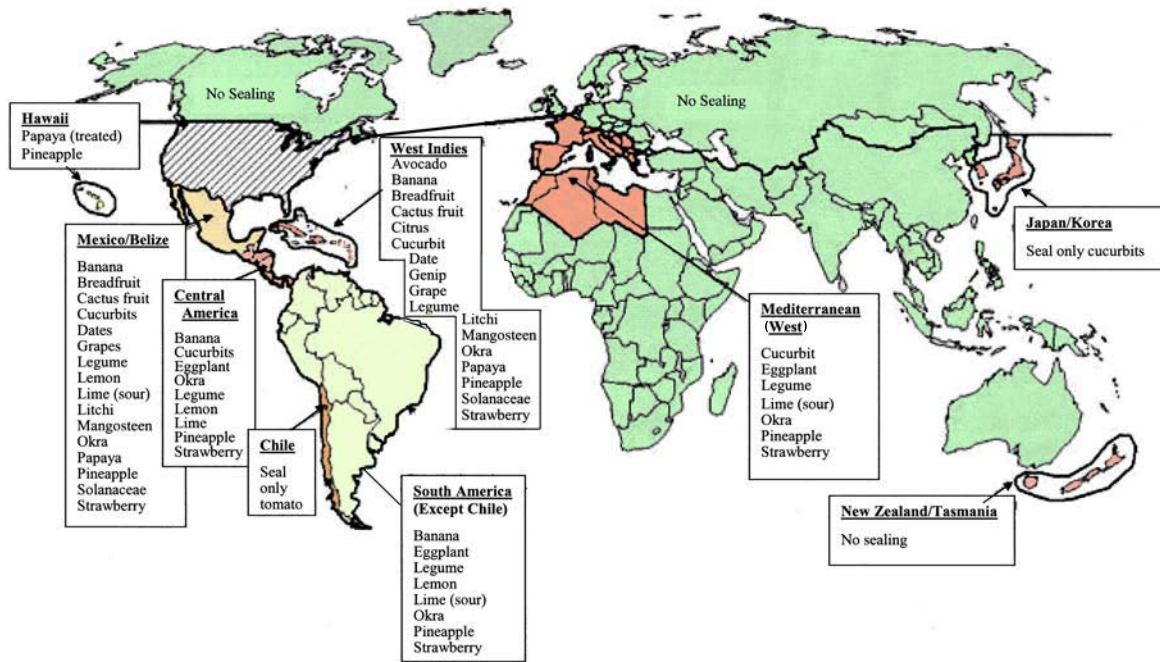 No Sealing
No Sealing
Hawaii
Papaya (treated)
Pineapple
West Indies
Avocado
Banana
Breadfruit
Cactus fruit
Citrus
Cucurbit
Date
Genip
Grape
Legume
Litchi
Mangosteen
Okra
Papaya
Pineapple
Solanaceae
Strawberry
Japan/Korea
Seal only cucurbits
Mexico/Belize
Banana
Breadfruit
Cactus fruit
Cucurbits
Dates
Grapes
Legume
Lemon
Lime (sour)
Litchi
Mangosteen
Okra
Papaya
Pineapple
Solanaceae
Strawberry
Central
America
Banana
Cucurbits
Eggplant
Okra
Legume
Lemon
Lime
Pineapple
Strawberry
Mediterranean
(West)
Cucurbit
Eggplant
Legume
Lime (sour)
Okra
Pineapple
Strawberry
Chile
Seal
only
tomato
South America
(Except Chile)
Banana
Eggplant
Legume
Lemon
Lime (sour)
Okra
Pineapple
Strawberry
New Zealand/Tasmania
No sealing